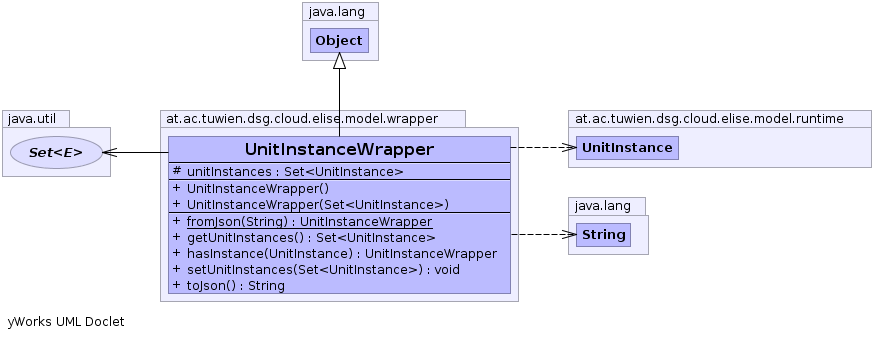 java.lang
Object
java.util
Set<E>
at.ac.tuwien.dsg.cloud.elise.model.wrapper
UnitInstanceWrapper
# unitInstances : Set<UnitInstance>
+ UnitInstanceWrapper()
+ UnitInstanceWrapper(Set<UnitInstance>)
+ fromJson(String) : UnitInstanceWrapper
+ getUnitInstances() : Set<UnitInstance>
+ hasInstance(UnitInstance) : UnitInstanceWrapper
+ setUnitInstances(Set<UnitInstance>) : void
+ toJson() : String
at.ac.tuwien.dsg.cloud.elise.model.runtime
UnitInstance
java.lang
String
yWorks UML Doclet